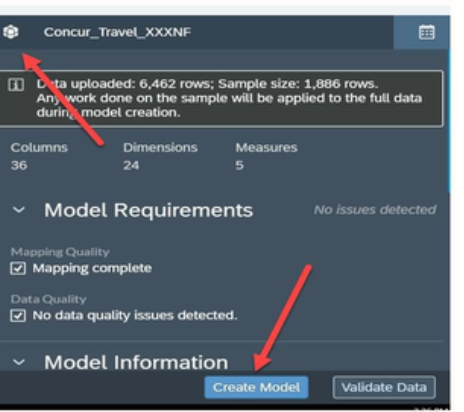 Concur_Travel_XXXNF
Data uploaded: 6,462 rows; Sample size: 1,886 rows.
Any work done on the sample will be applied to the full data
during model creation.
Columns Dimensions Measures
36 24 5
Model Requirements No issues detected
Mapping Quality
Mapping complete
Data Quality
No data quality issues detected.
Model Information
Create Model Validate Data